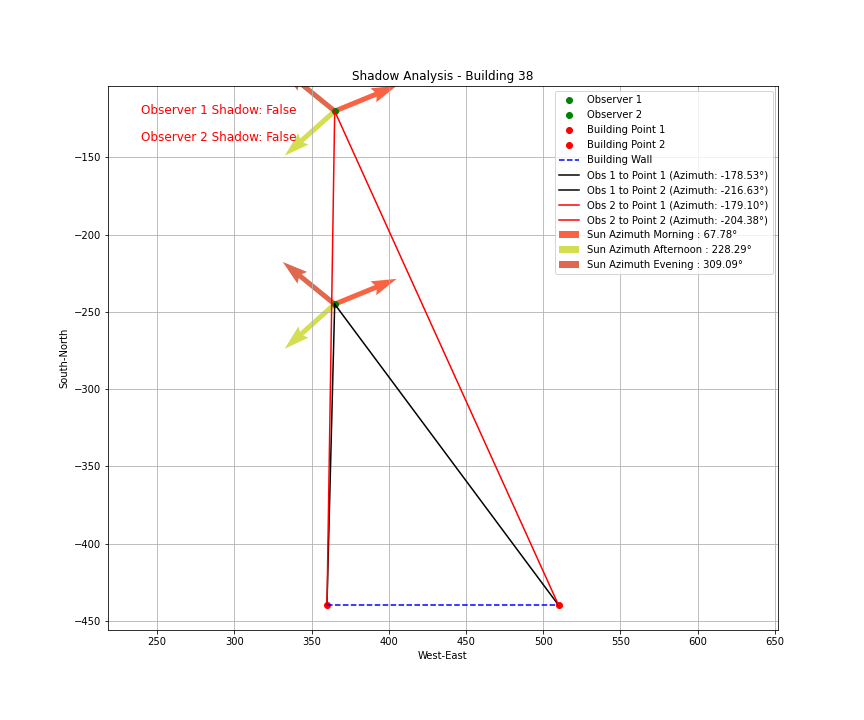 Shadow Analysis - Building 38
Observer 1 Shadow: False
Observer 2 Shadow: False
Observer 1
Observer 2
Building Point 1
Building Point 2
Building Wall
Obs 1 to Point 1 (Azimuth: -178.53°)
Obs 1 to Point 2 (Azimuth: -216.63°)
Obs 2 to Point 1 (Azimuth: -179.10°)
Obs 2 to Point 2 (Azimuth: -204.38°)
Sun Azimuth Morning : 67.78°
Sun Azimuth Afternoon : 228.29°
Sun Azimuth Evening : 309.09°
South-North
−150
−200
−250
−300
−350
−400
−450
250
300
350
400
450
500
550
600
650
West-East